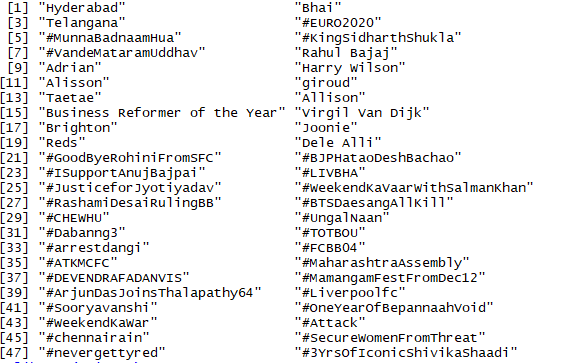 [1] "Hyderabad" "Bhai"
[3] "Telangana" "#EURO2020"
[5] "#MunnaBadnaamHua" "#KingSidharthShukla"
[7] "#VandeMataramUddhav" "Rahul Bajaj"
[9] "Adrian" "Harry Wilson"
[11] "Alisson" "giroud"
[13] "Taetae" "Allison"
[15] "Business Reformer of the Year" "Virgil Van Dijk"
[17] "Brighton" "Joonie"
[19] "Reds" "Dele Alli"
[21] "#GoodByeRohiniFromSFC" "#BJPHataoDeshBachao"
[23] "#ISupportAnujBajpai" "#LIVBHA"
[25] "#JusticeforJyotiyadav" "#WeekendKaVaarWithSalmanKhan"
[27] "#RashamiDesaiRulingBB" "#BTSDaesangAllKill"
[29] "#CHEWHU" "#UngalNaan"
[31] "#Dabanng3" "#TOTBOU"
[33] "#arrestdangi" "#FCBB04"
[35] "#ATKMCFC" "#MaharashtraAssembly"
[37] "#DEVENDRAFADANVIS" "#MamangamFestFromDec12"
[39] "#ArjunDasJoinsThalapathy64" "#Liverpoolfc"
[41] "#Sooryavanshi" "#OneYearOfBepannaahVoid"
[43] "#WeekendKaWar" "#Attack"
[45] "#chennairain" "#SecureWomenFromThreat"
[47] "#nevergettyred" "#3YrsOfIconicShivikaShaadi"